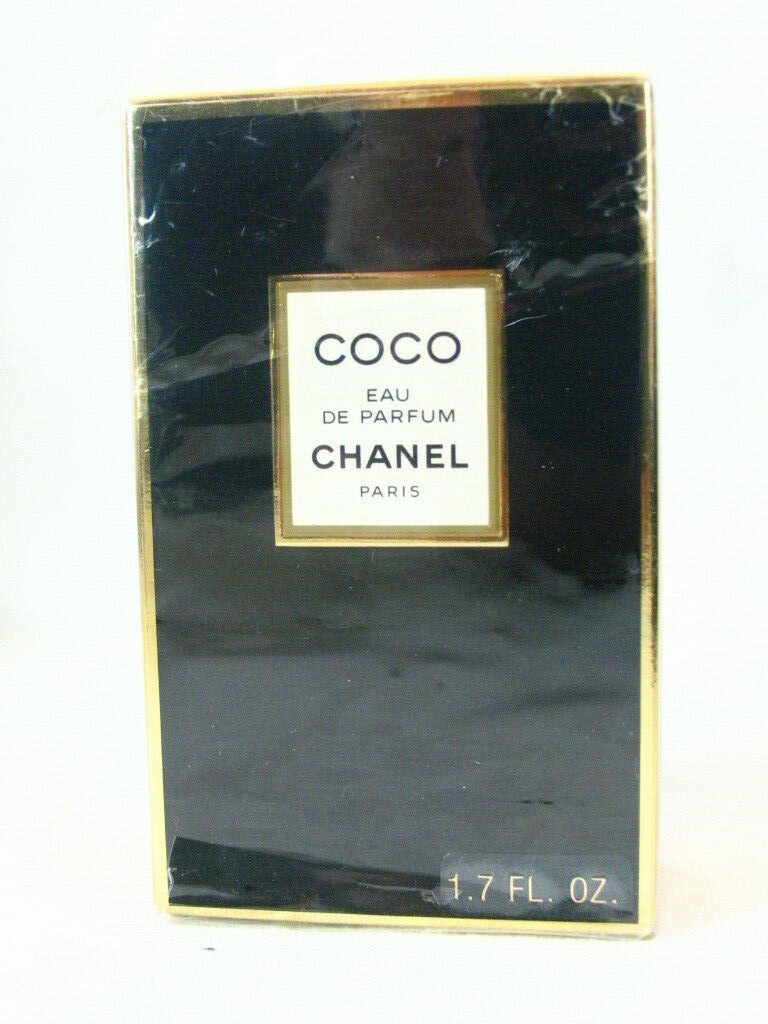 COCO
EAU
DE PARFUM
CHANEL
PARIS
1.7 FL. OZ.